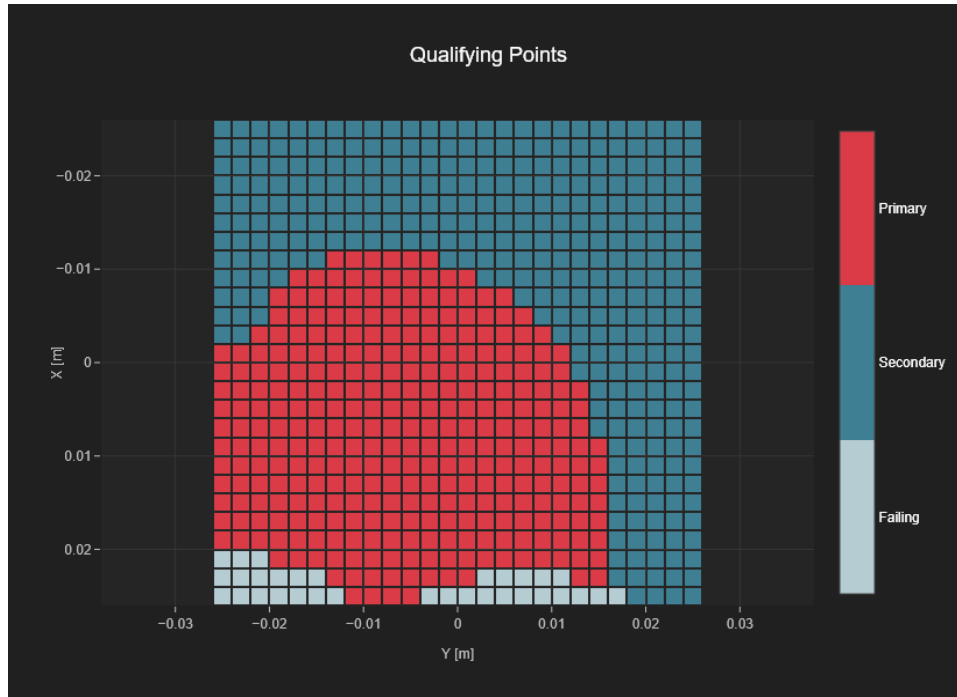 Qualifying Points
−0.02
−0.01
0
0.01
0.02
X [m]
−0.03
−0.02
−0.01
0
0.01
0.02
0.03
Y [m]
Primary
Secondary
Failing